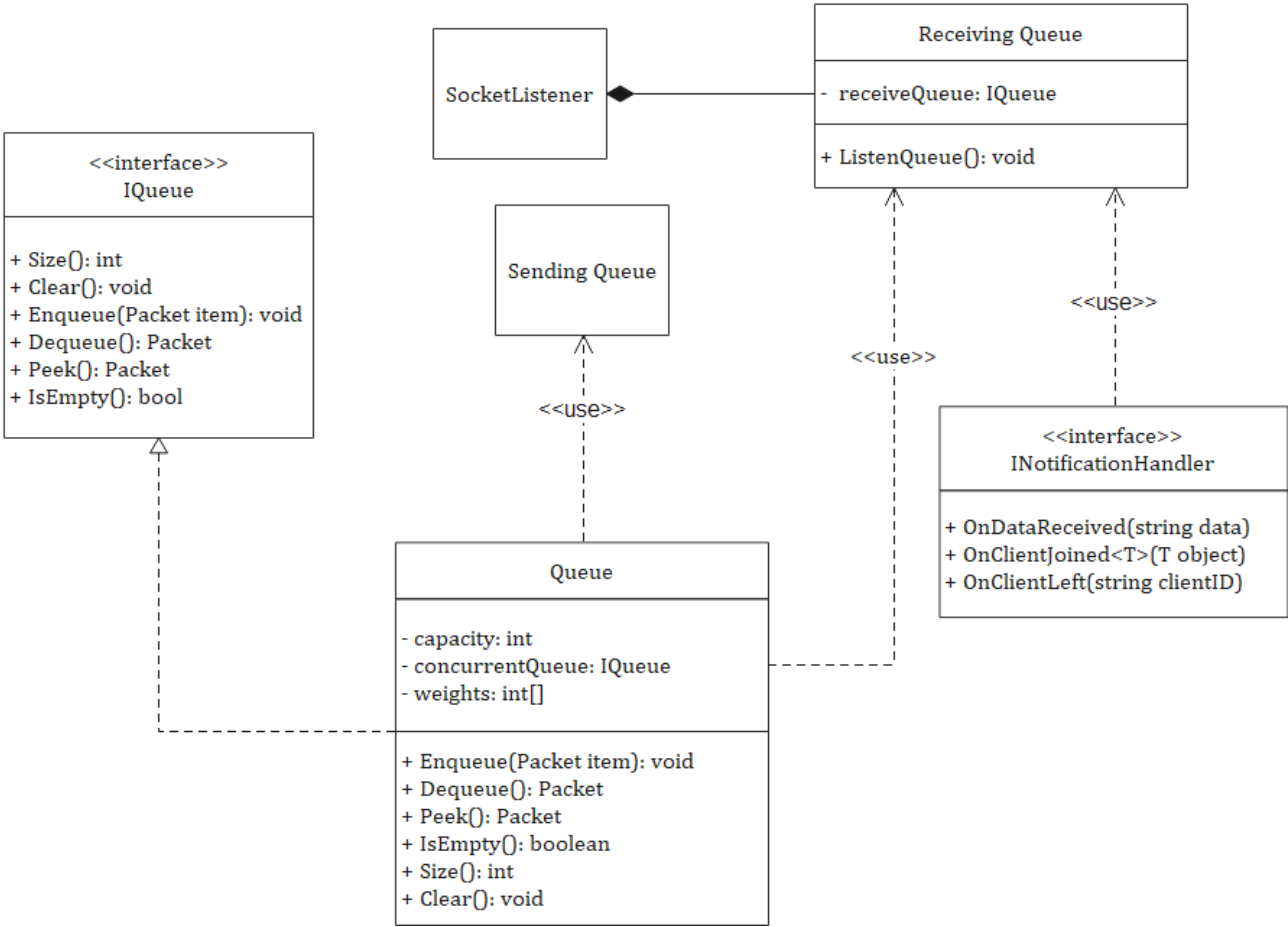 Receiving Queue
- receiveQueue: IQueue
+ ListenQueue(): void
SocketListener
<<interface>>
IQueue
+ Size(): int
+ Clear(): void
+ Enqueue(Packet item): void
+ Dequeue(): Packet
+ Peek(): Packet
+ IsEmpty(): bool
Sending Queue
<<use>>
<<use>>
<<use>>
<<interface>>
INotificationHandler
+ OnDataReceived(string data)
+ OnClientJoined<T>(T object)
+ OnClientLeft(string clientID)
Queue
- capacity: int
- concurrentQueue: IQueue
- weights: int[]
+ Enqueue(Packet item): void
+ Dequeue(): Packet
+ Peek(): Packet
+ IsEmpty(): boolean
+ Size(): int
+ Clear(): void